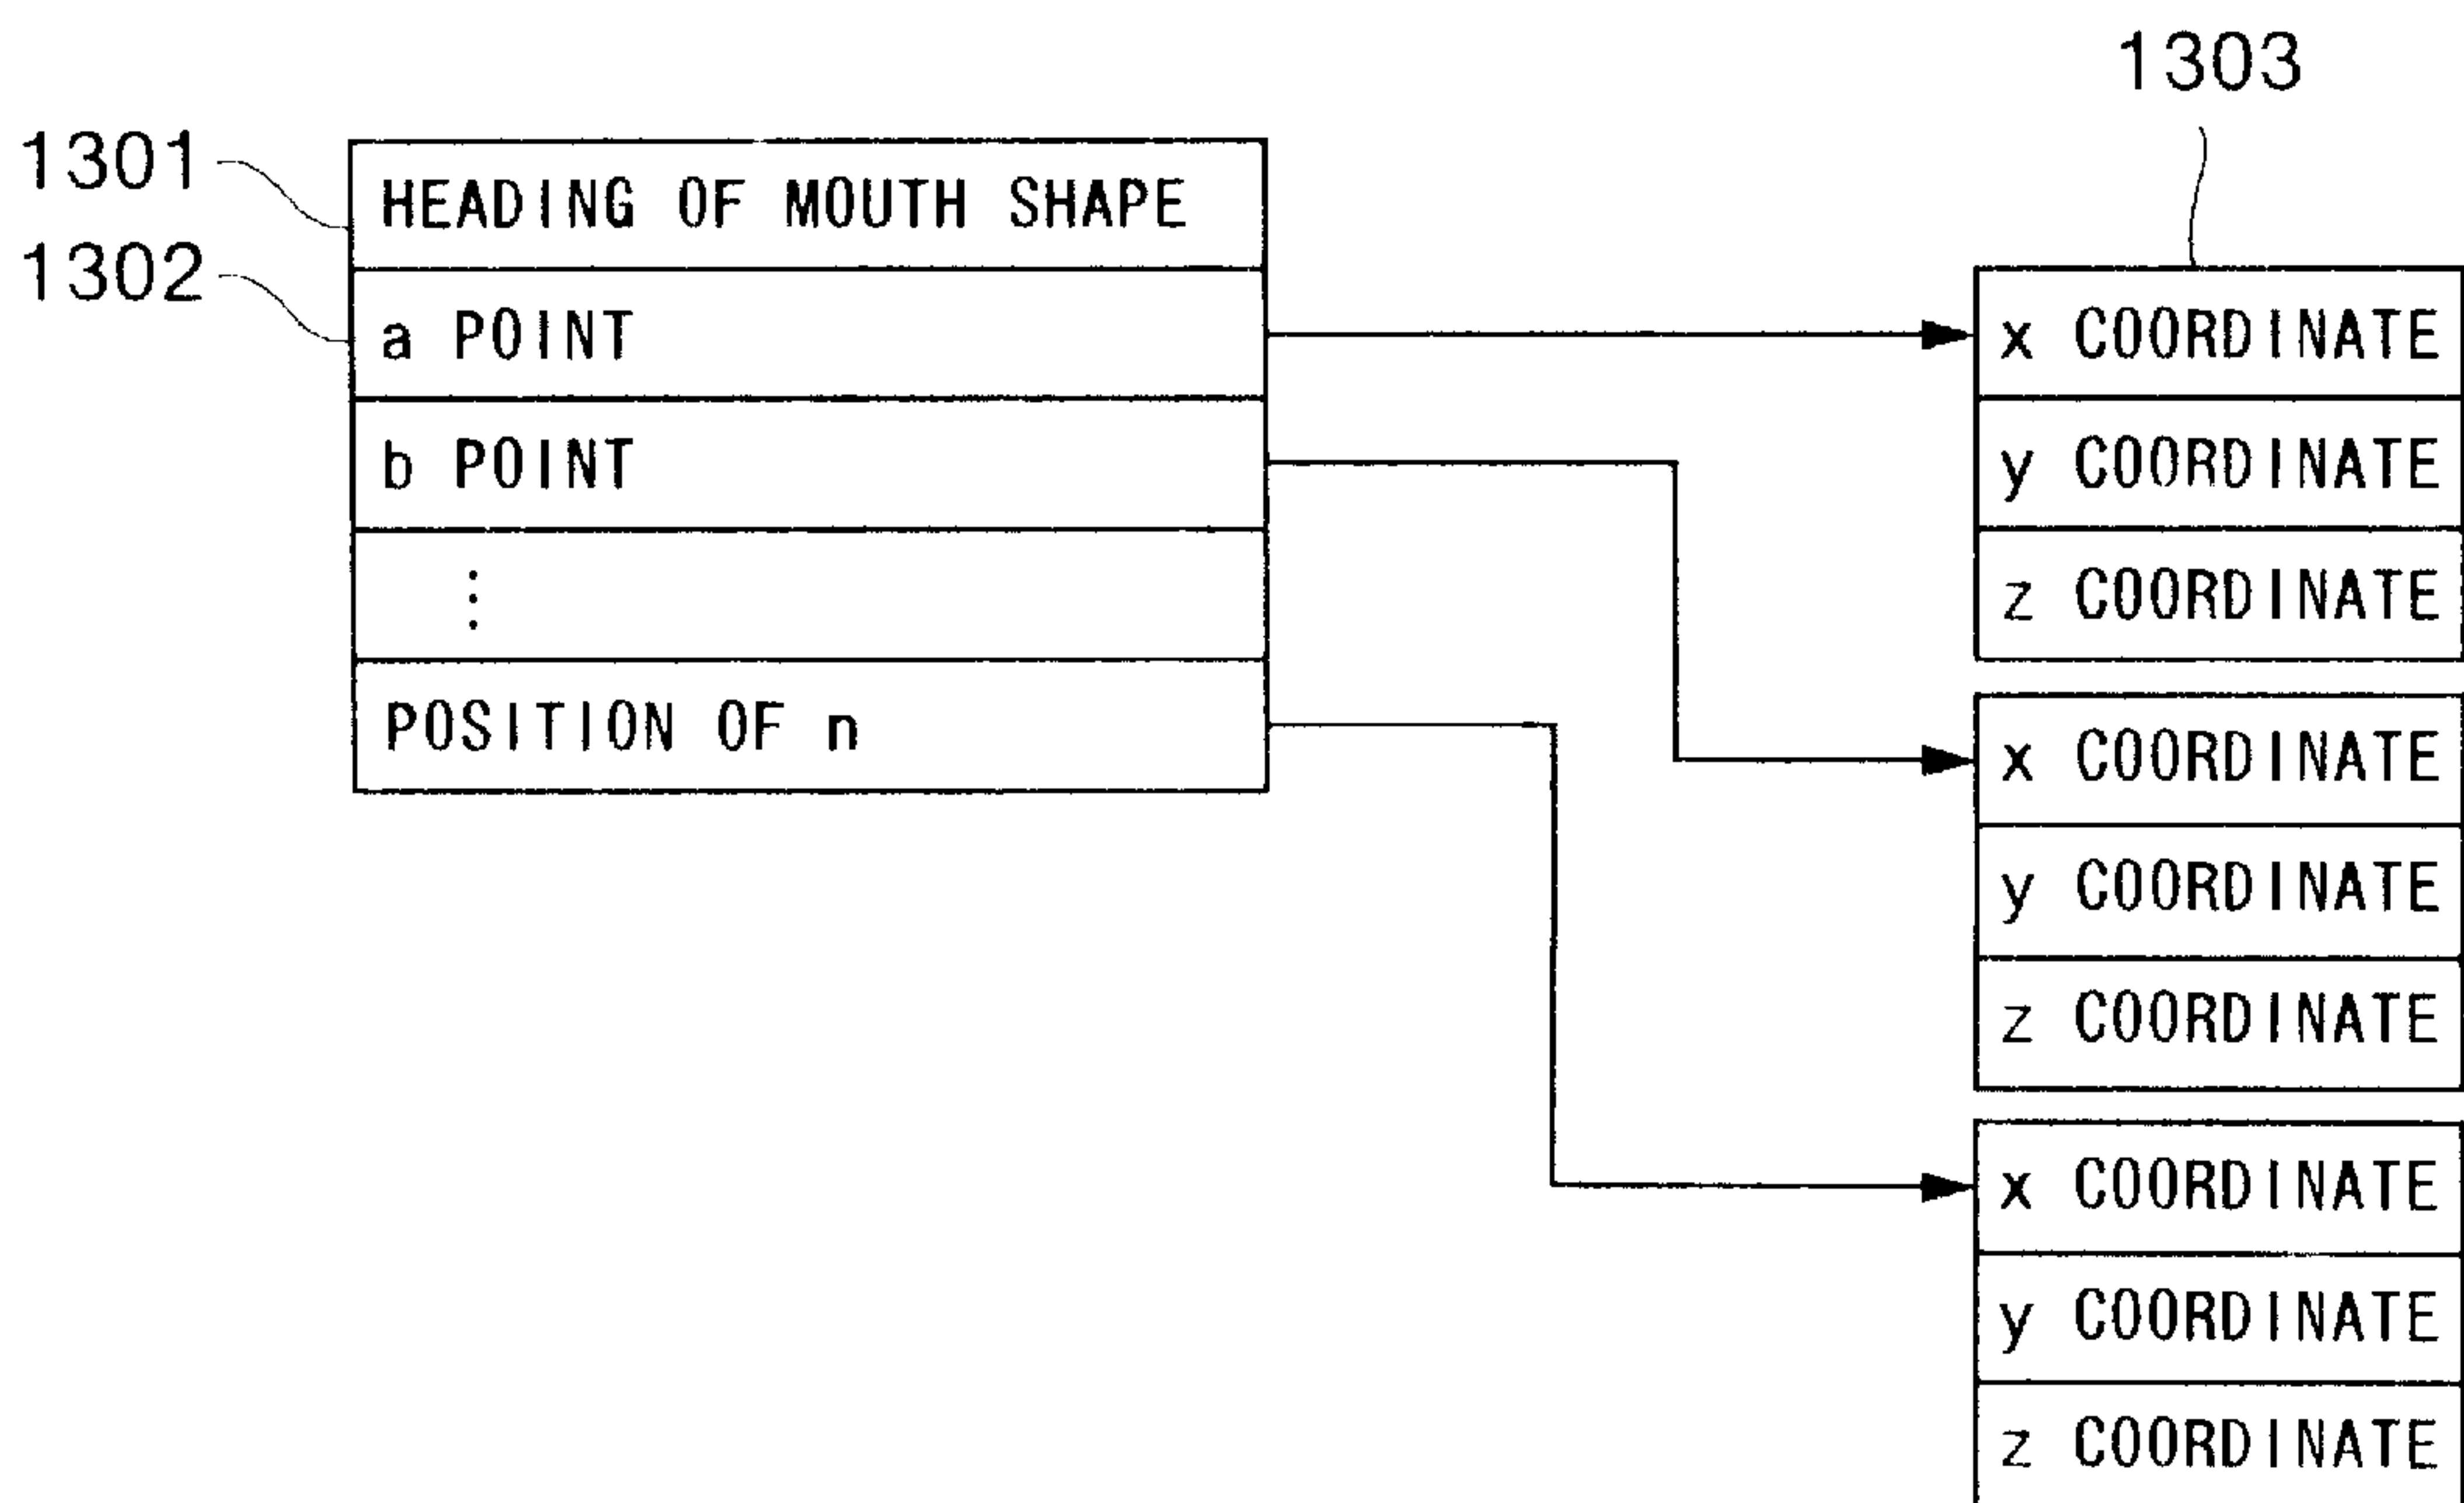 1303
1301
HEADING OF MOUTH SHAPE
1302
a POINT
b POINT
⋮
POSITION OF n
x COORDINATE
y COORDINATE
z COORDINATE
x COORDINATE
y COORDINATE
z COORDINATE
x COORDINATE
y COORDINATE
z COORDINATE